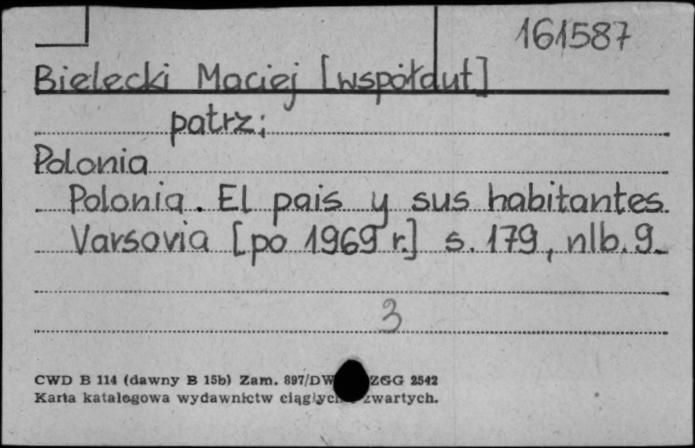 161587
Bielecki Maciej [współaut]
patrz:
Polonia
Polonia. El pais y sus habitantes.
Varsovia [po 1969 r.] s. 179, nlb. 9.
3
CWD B 114 (dawny B 15b) Zam. 897/DW ZGG 2542
Karta katalogowa wydawnictw ciągłych zwartych.